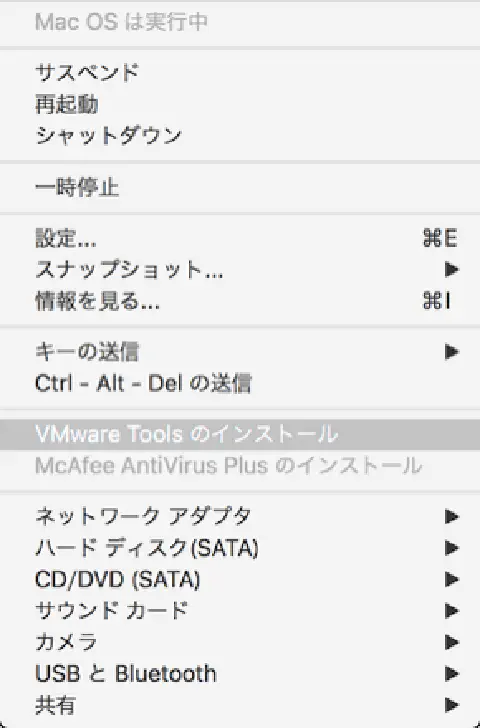 Mac OS は実行中
サスペンド
再起動
シャットダウン
一時停止
設定... ⌘E
スナップショット... ▶
情報を見る... ⌘I
キーの送信 ▶
Ctrl - Alt - Del の送信
VMware Tools のインストール
McAfee AntiVirus Plus のインストール
ネットワーク アダプタ ▶
ハード ディスク(SATA) ▶
CD/DVD (SATA) ▶
サウンド カード ▶
カメラ ▶
USB と Bluetooth ▶
共有 ▶